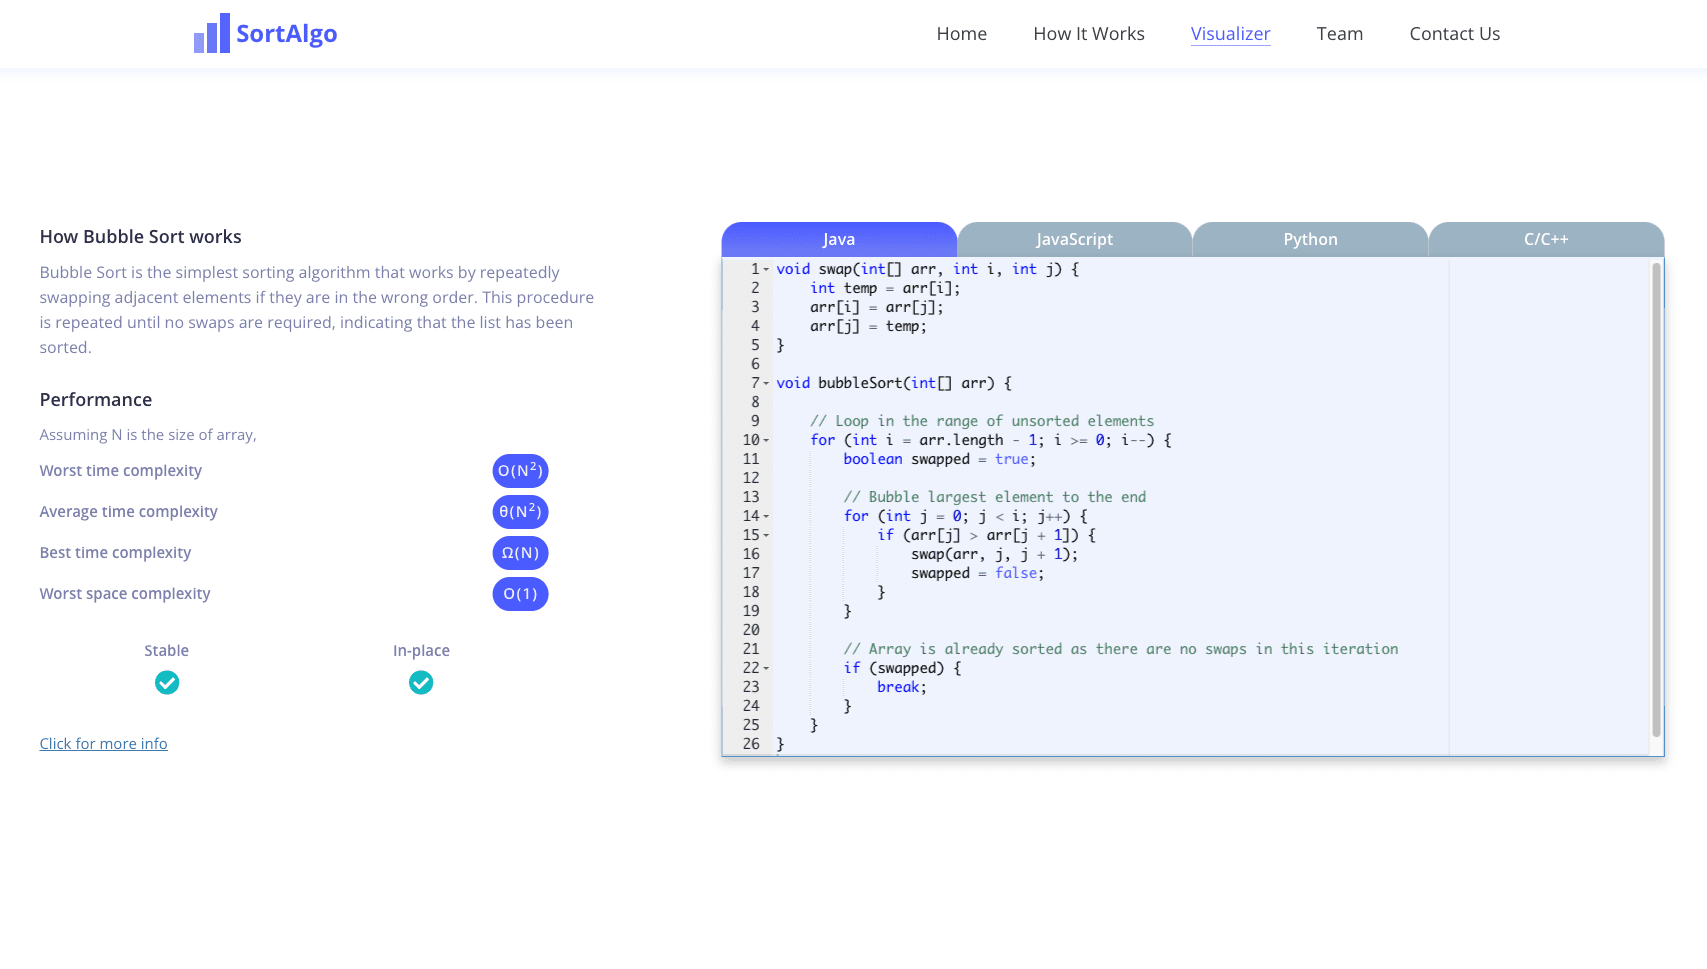 SortAlgo
Home
How It Works
Visualizer
Team
Contact Us
How Bubble Sort works
Bubble Sort is the simplest sorting algorithm that works by repeatedly
swapping adjacent elements if they are in the wrong order. This procedure
is repeated until no swaps are required, indicating that the list has been
sorted.
Performance
Assuming N is the size of array,
Worst time complexity O(N²)
Average time complexity θ(N²)
Best time complexity Ω(N)
Worst space complexity O(1)
Stable
In-place
Click for more info
Java
JavaScript
Python
C/C++
1 void swap(int[] arr, int i, int j) {
2     int temp = arr[i];
3     arr[i] = arr[j];
4     arr[j] = temp;
5 }
6
7 void bubbleSort(int[] arr) {
8
9     // Loop in the range of unsorted elements
10     for (int i = arr.length - 1; i >= 0; i--) {
11         boolean swapped = true;
12
13         // Bubble largest element to the end
14         for (int j = 0; j < i; j++) {
15             if (arr[j] > arr[j + 1]) {
16                 swap(arr, j, j + 1);
17                 swapped = false;
18             }
19         }
20
21         // Array is already sorted as there are no swaps in this iteration
22         if (swapped) {
23             break;
24         }
25     }
26 }